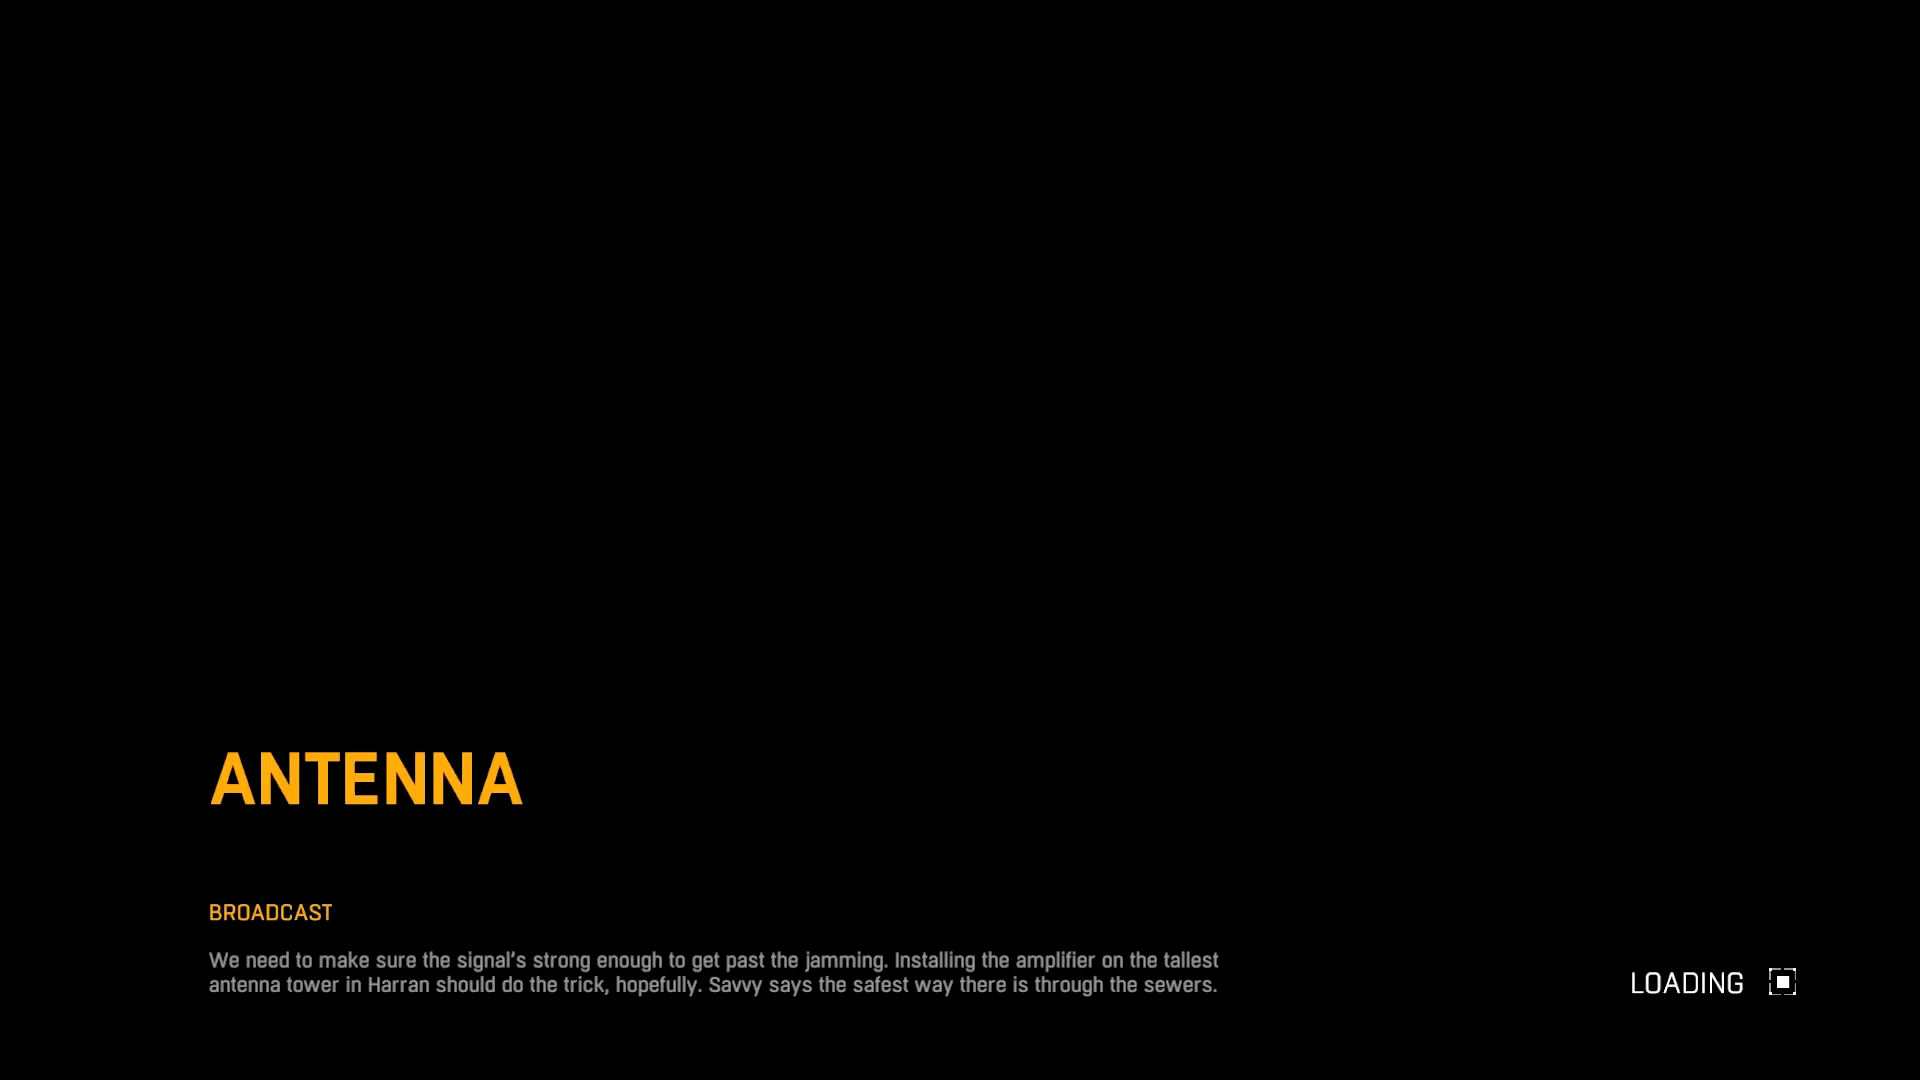 ANTENNA
BROADCAST
We need to make sure the signal's strong enough to get past the jamming. Installing the amplifier on the tallest
antenna tower in Harran should do the trick, hopefully. Savvy says the safest way there is through the sewers.
LOADING